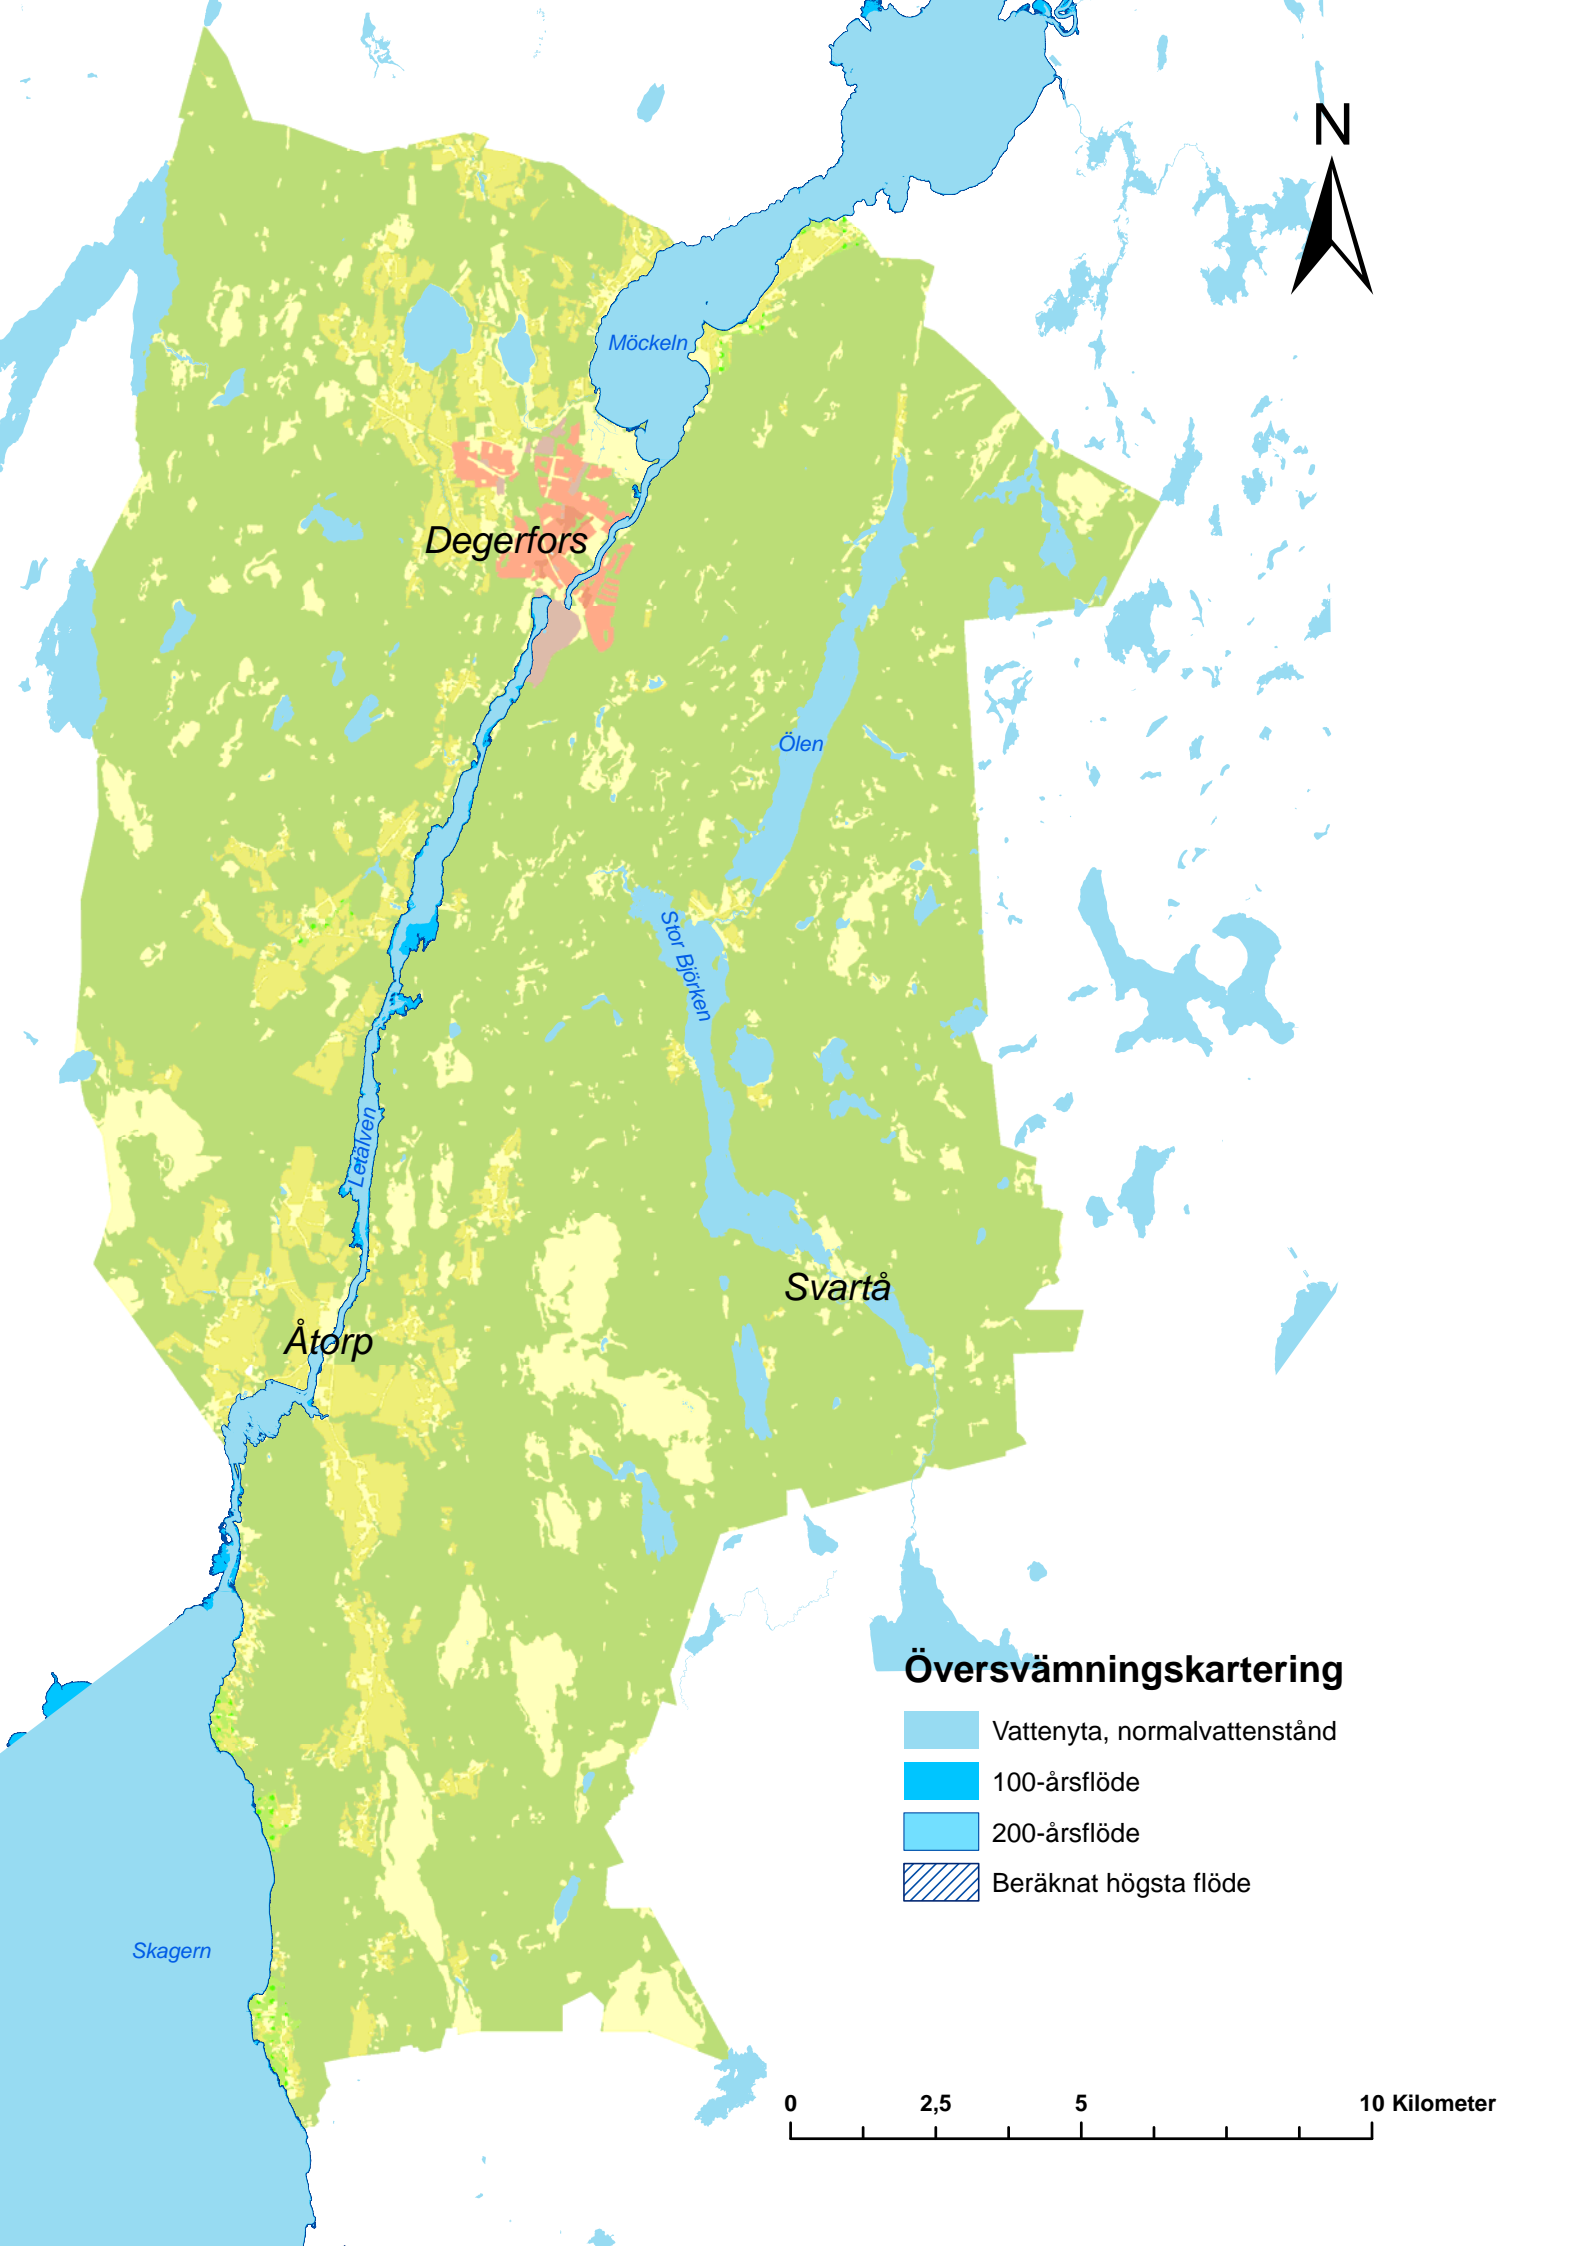 N
Möckeln
Degerfors
Ölen
Stor Björken
Letälven
Svartå
Åtorp
Översvämningskartering
Vattenyta, normalvattenstånd
100-årsflöde
200-årsflöde
Beräknat högsta flöde
Skagern
0 2,5 5 10 Kilometer